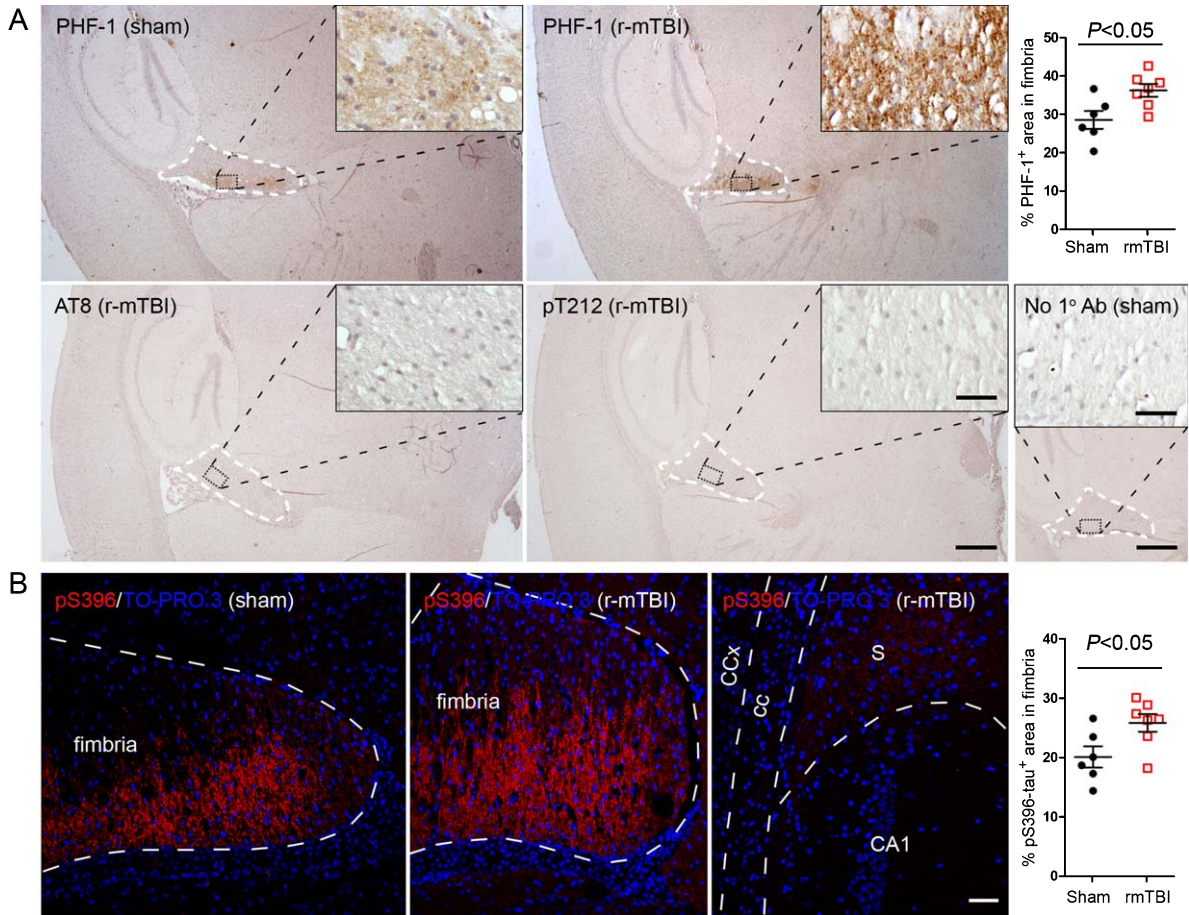 A
PHF-1 (sham)
PHF-1 (r-mTBI)
P<0.05
% PHF-1+ area in fimbria
50
40
30
20
10
0
Sham
rmTBI
AT8 (r-mTBI)
pT212 (r-mTBI)
No 1º Ab (sham)
B
pS396/TO-PRO 3 (sham)
fimbria
pS396/TO-PRO 3 (r-mTBI)
fimbria
pS396/TO-PRO 3 (r-mTBI)
CCx
cc
S
CA1
P<0.05
% pS396-tau+ area in fimbria
40
30
20
10
0
Sham
rmTBI